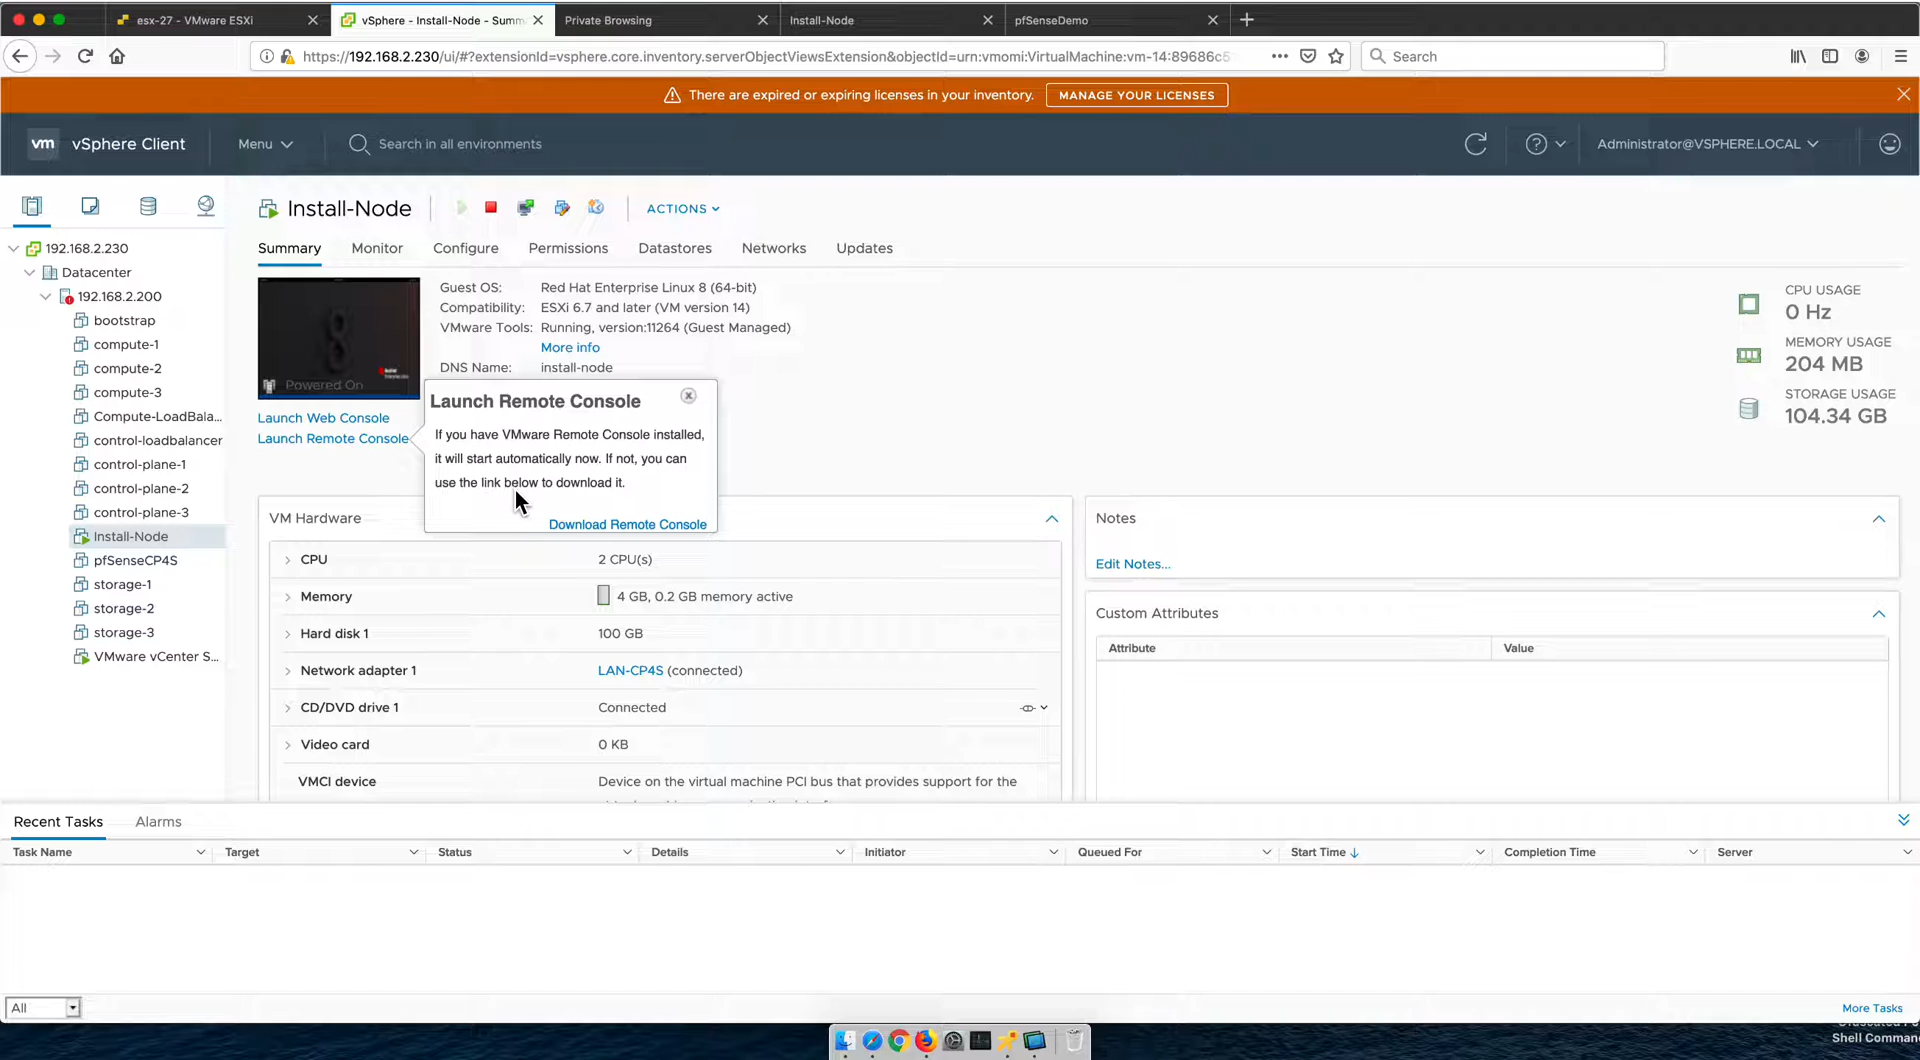 esx-27 - VMware ESXi
vSphere - Install-Node - Summ
Private Browsing
Install-Node
pfSenseDemo
https://192.168.2.230/ui/#?extensionId=vsphere.core.inventory.serverObjectViewsExtension&objectId=urn:vmomi:VirtualMachine:vm-14:89686c5
Search
There are expired or expiring licenses in your inventory.
MANAGE YOUR LICENSES
vm
vSphere Client
Menu
Search in all environments
Administrator@VSPHERE.LOCAL
Install-Node
ACTIONS
Summary
Monitor
Configure
Permissions
Datastores
Networks
Updates
192.168.2.230
Datacenter
192.168.2.200
bootstrap
compute-1
compute-2
compute-3
Compute-LoadBala...
control-loadbalancer
control-plane-1
control-plane-2
control-plane-3
Install-Node
pfSenseCP4S
storage-1
storage-2
storage-3
VMware vCenter S...
Powered On
Launch Web Console
Launch Remote Console
Guest OS: Red Hat Enterprise Linux 8 (64-bit)
Compatibility: ESXi 6.7 and later (VM version 14)
VMware Tools: Running, version:11264 (Guest Managed)
More info
DNS Name: install-node
Launch Remote Console
If you have VMware Remote Console installed,
it will start automatically now. If not, you can
use the link below to download it.
Download Remote Console
CPU USAGE
0 Hz
MEMORY USAGE
204 MB
STORAGE USAGE
104.34 GB
VM Hardware
CPU 2 CPU(s)
Memory 4 GB, 0.2 GB memory active
Hard disk 1 100 GB
Network adapter 1 LAN-CP4S (connected)
CD/DVD drive 1 Connected
Video card 0 KB
VMCI device Device on the virtual machine PCI bus that provides support for the
Notes
Edit Notes...
Custom Attributes
Attribute Value
Recent Tasks Alarms
Task Name Target Status Details Initiator Queued For Start Time Completion Time Server
All
More Tasks
Shell Comman